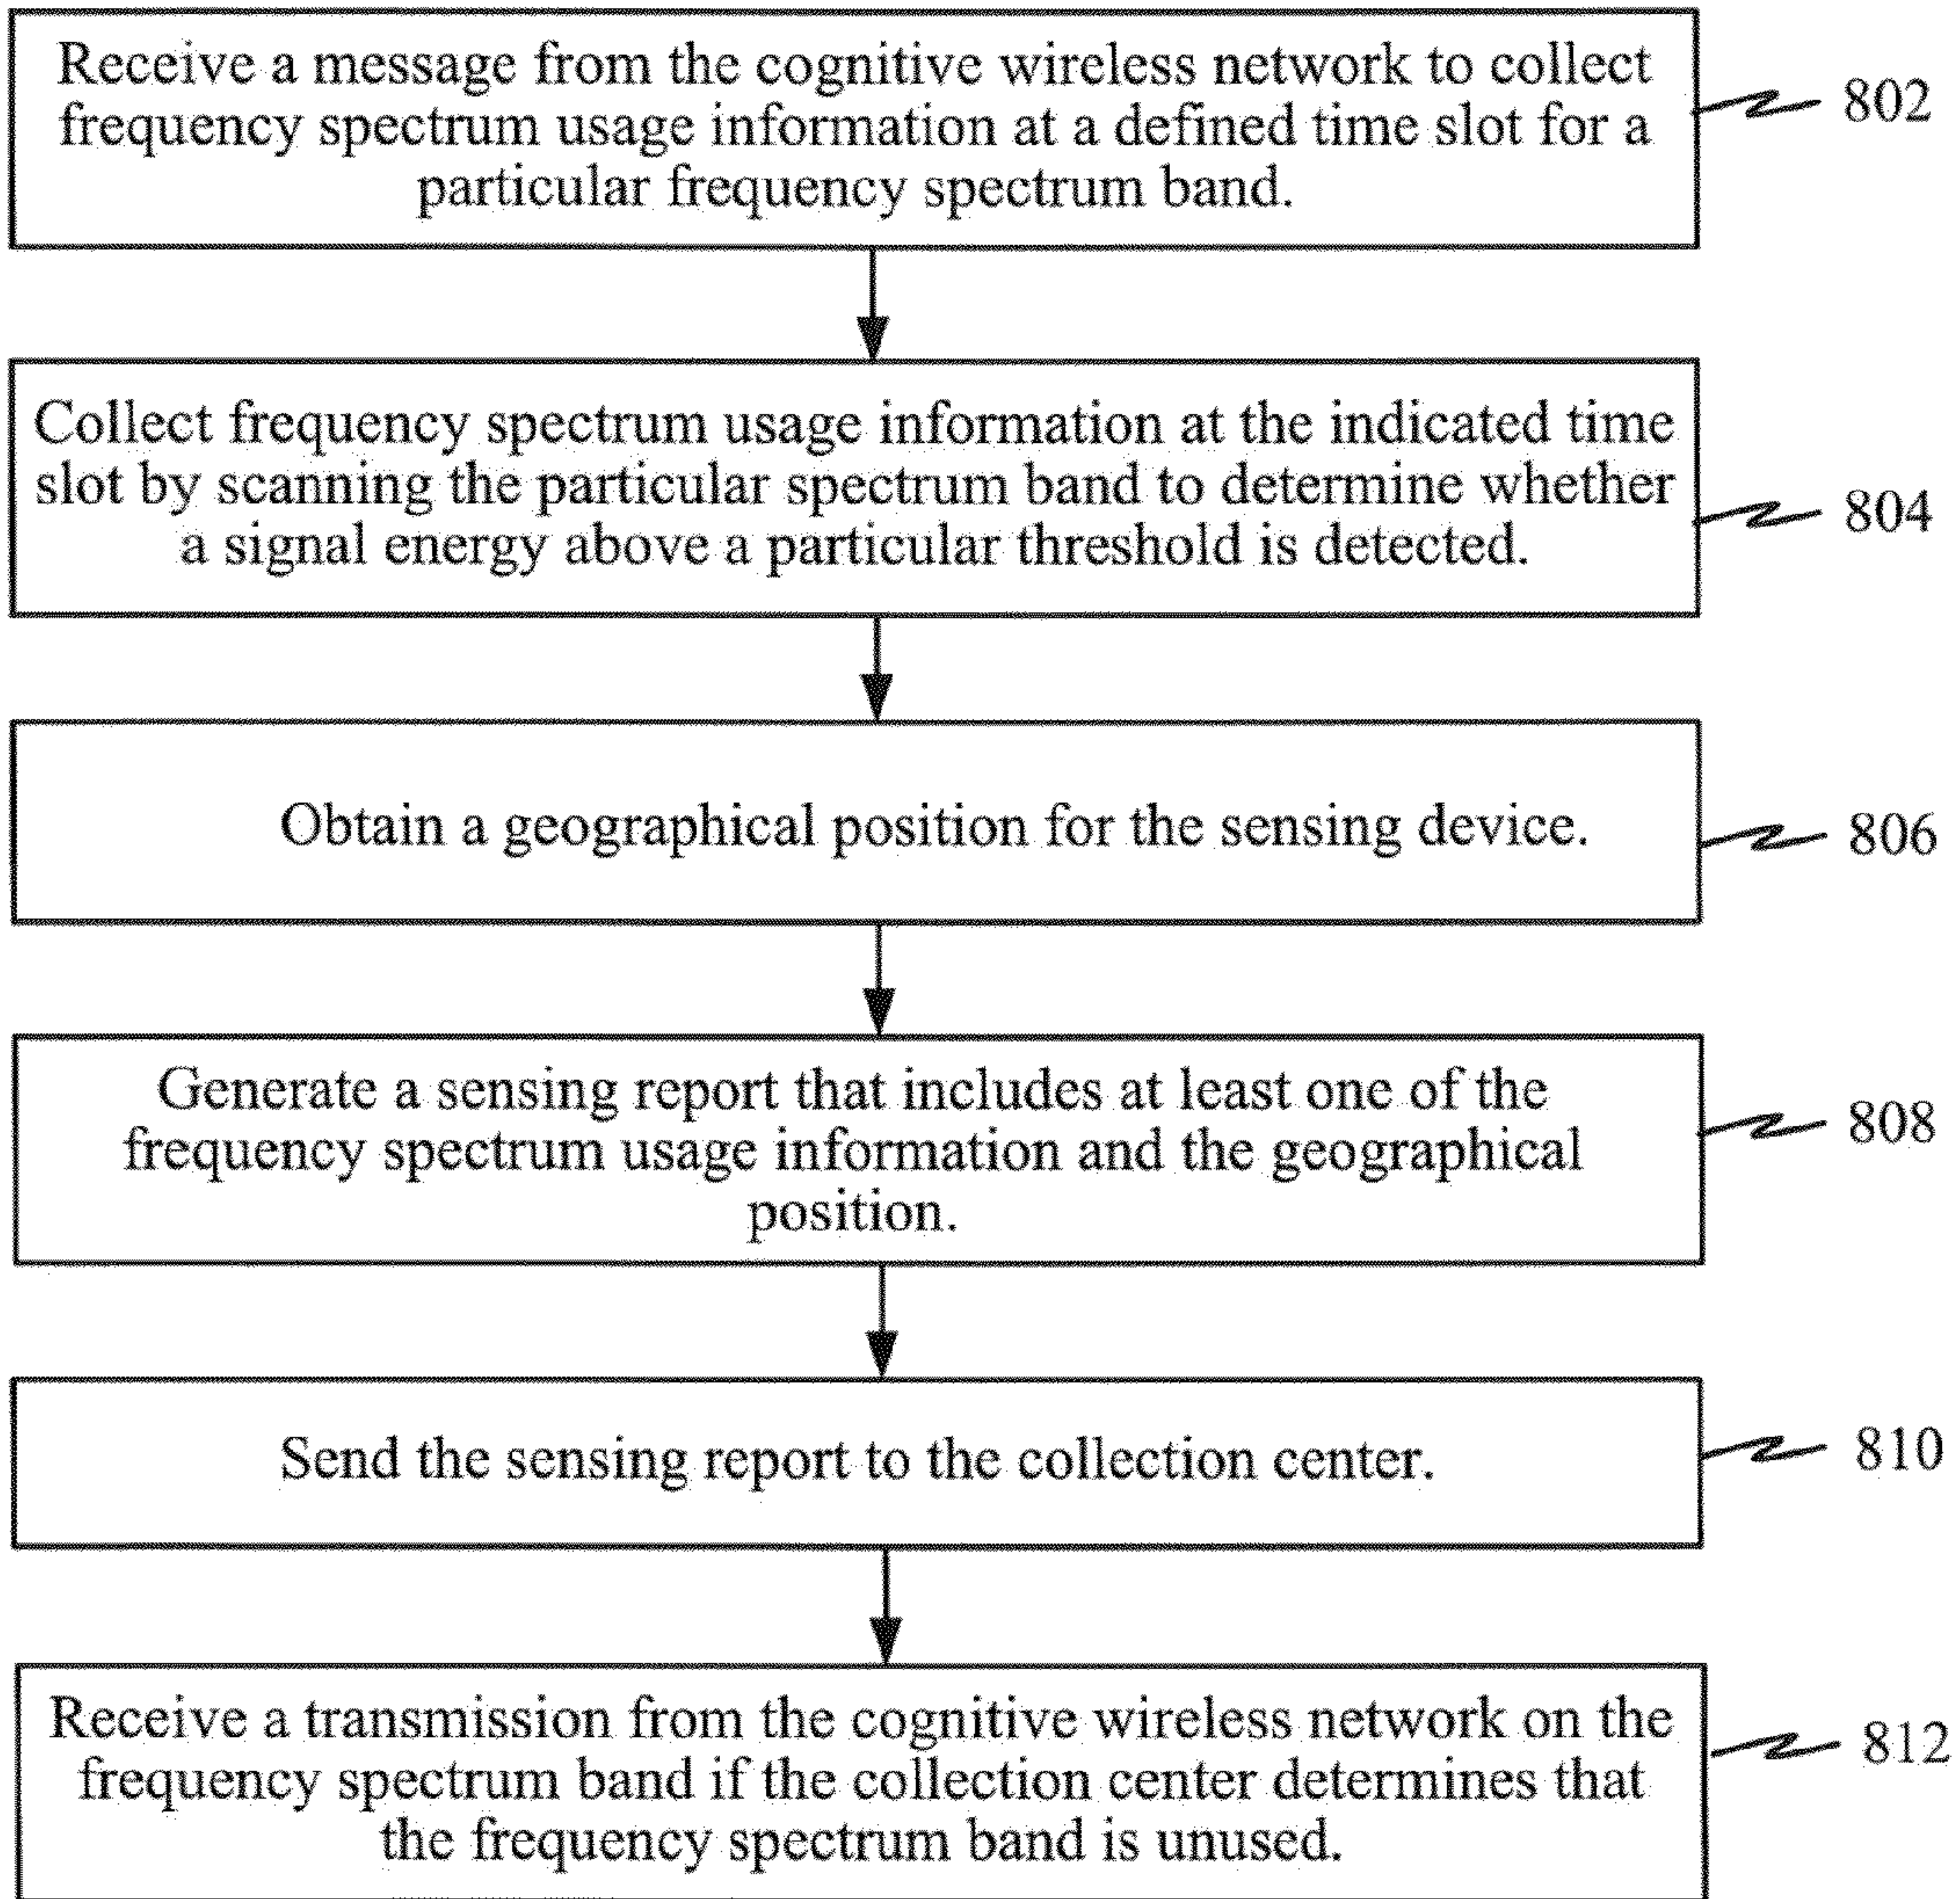 Receive a message from the cognitive wireless network to collect
frequency spectrum usage information at a defined time slot for a
particular frequency spectrum band.
802
Collect frequency spectrum usage information at the indicated time
slot by scanning the particular spectrum band to determine whether
a signal energy above a particular threshold is detected.
804
Obtain a geographical position for the sensing device.
806
Generate a sensing report that includes at least one of the
frequency spectrum usage information and the geographical
position.
808
Send the sensing report to the collection center.
810
Receive a transmission from the cognitive wireless network on the
frequency spectrum band if the collection center determines that
the frequency spectrum band is unused.
812